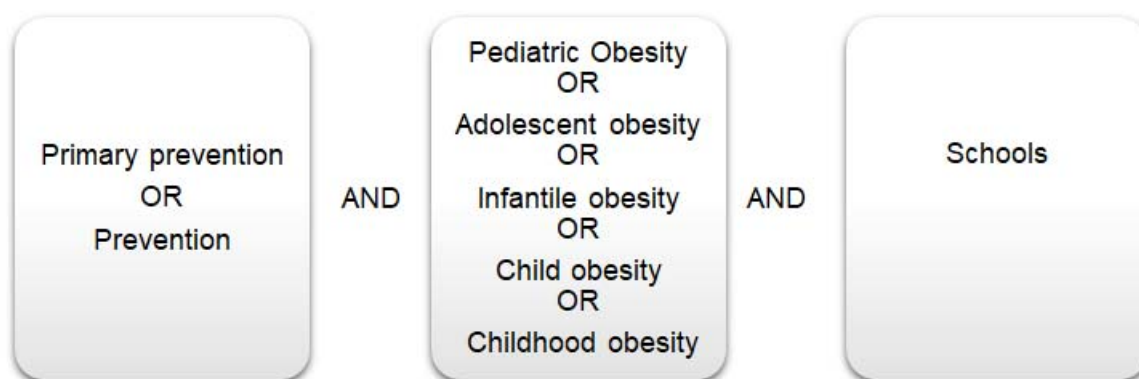 Primary prevention
OR
Prevention
AND
Pediatric Obesity
OR
Adolescent obesity
OR
Infantile obesity
OR
Child obesity
OR
Childhood obesity
AND
Schools